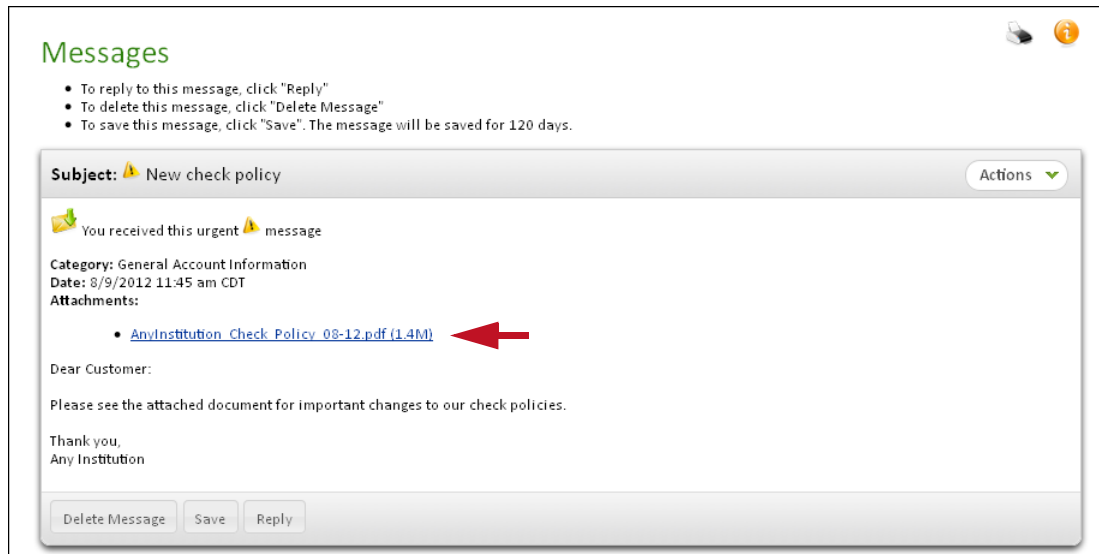 Messages
To reply to this message, click "Reply"
To delete this message, click "Delete Message"
To save this message, click "Save". The message will be saved for 120 days.
Subject: New check policy
Actions
You received this urgent message
Category: General Account Information
Date: 8/9/2012 11:45 am CDT
Attachments:
AnyInstitution_Check_Policy_08-12.pdf (1.4M)
Dear Customer:
Please see the attached document for important changes to our check policies.
Thank you,
Any Institution
Delete Message Save Reply